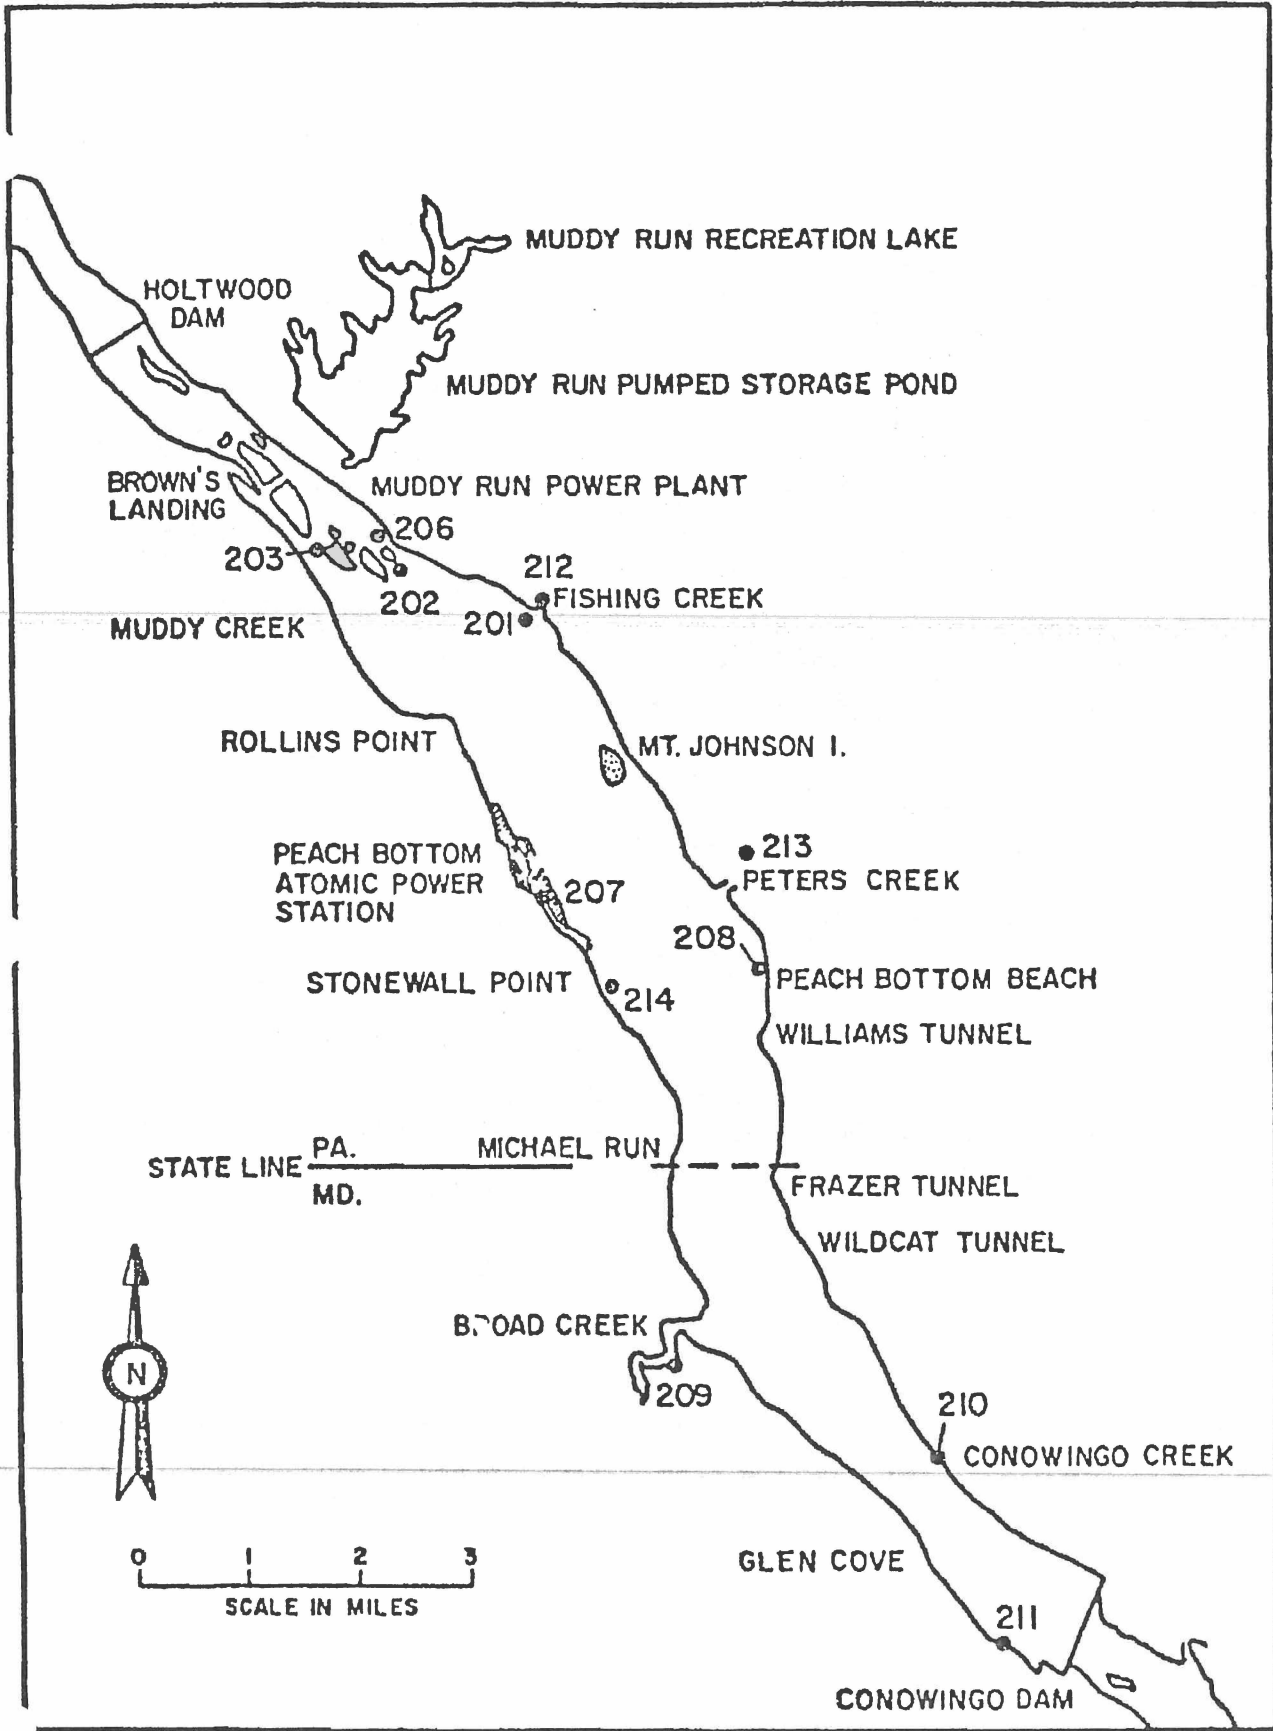 MUDDY RUN RECREATION LAKE
HOLTWOOD
DAM
MUDDY RUN PUMPED STORAGE POND
BROWN'S
LANDING
MUDDY RUN POWER PLANT
206
203
202
212
FISHING CREEK
201
MUDDY CREEK
ROLLINS POINT
MT. JOHNSON I.
213
PETERS CREEK
PEACH BOTTOM
ATOMIC POWER
STATION
207
208
PEACH BOTTOM BEACH
STONEWALL POINT
214
WILLIAMS TUNNEL
PA.
MICHAEL RUN
STATE LINE
MD.
FRAZER TUNNEL
WILDCAT TUNNEL
BROAD CREEK
209
N
210
CONOWINGO CREEK
0 1 2 3
SCALE IN MILES
GLEN COVE
211
CONOWINGO DAM